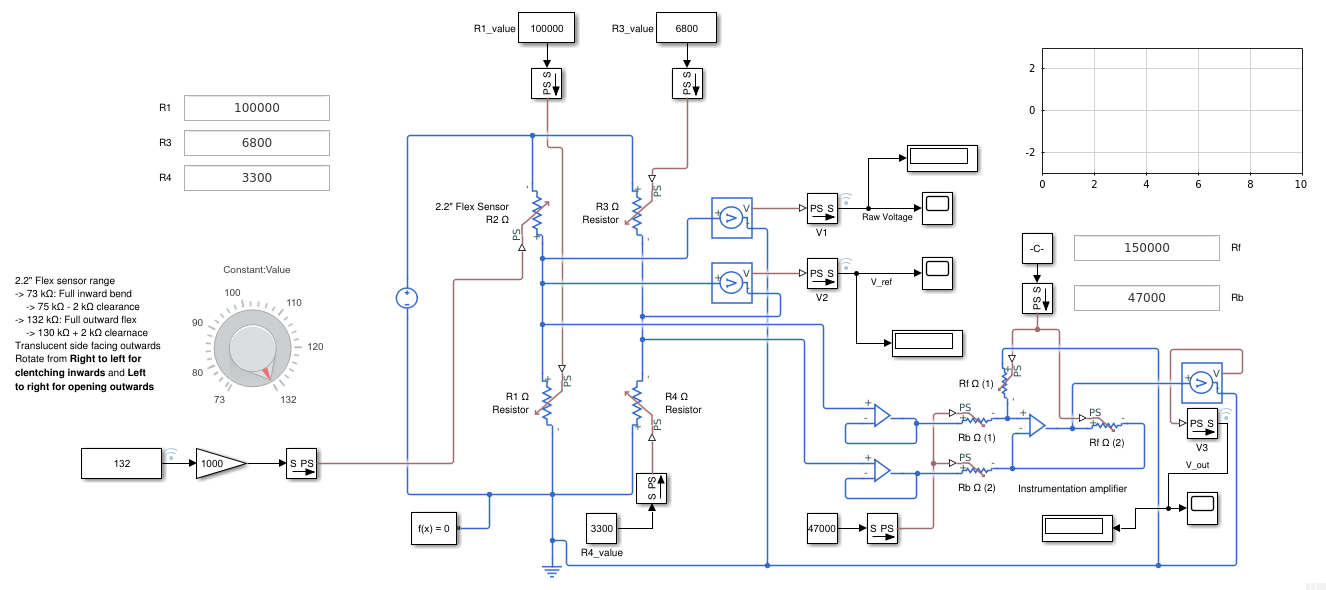 R1_value
100000
R3_value
6800
PS S
PS S
R1
100000
R3
6800
R4
3300
2
0
-2
0
2
4
6
8
10
2.2" Flex Sensor
R2 Ω
PS
R3 Ω
Resistor
PS
V
V
PS S
V1
Raw Voltage
V
V
PS S
V2
V_ref
-C-
PS S
150000
Rf
47000
Rb
2.2" Flex sensor range
-> 73 kΩ: Full inward bend
-> 75 kΩ - 2 kΩ clearance
-> 132 kΩ: Full outward flex
-> 130 kΩ + 2 kΩ clearnace
Translucent side facing outwards
Rotate from Right to left for
clentching inwards and Left
to right for opening outwards
Constant:Value
73
80
90
100
110
120
132
R1 Ω
Resistor
PS
R4 Ω
Resistor
PS
Rf Ω (1)
PS
PS
Rb Ω (1)
PS
Rb Ω (2)
PS
Rf Ω (2)
V
V
PS S
V3
V_out
Instrumentation amplifier
132
1000
S PS
f(x) = 0
3300
R4_value
S PS
47000
S PS